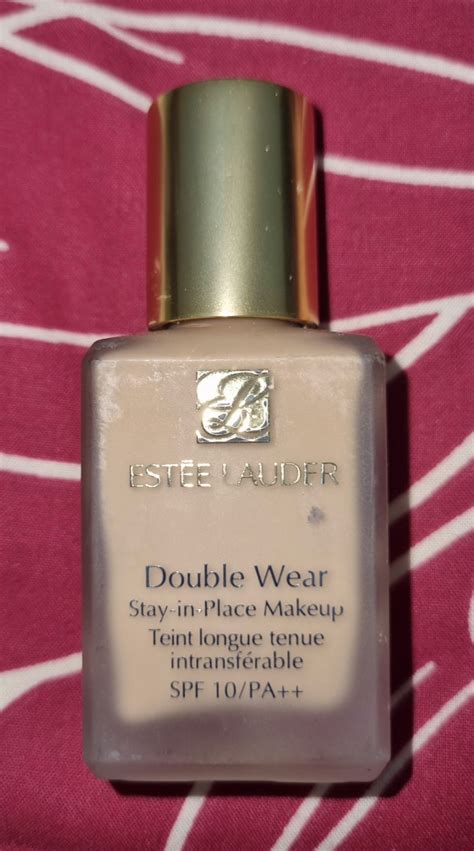 ESTĒE LAUDER
Double Wear
Stay-in-Place Makeup
Teint longue tenue
intransférable
SPF 10/PA++